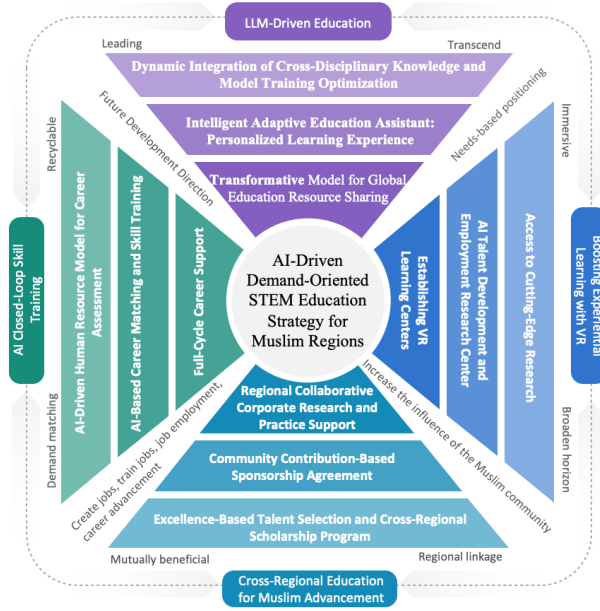 LLM-Driven Education
Leading
Transcend
Dynamic Integration of Cross-Disciplinary Knowledge and
Model Training Optimization
Intelligent Adaptive Education Assistant:
Personalized Learning Experience
Transformative Model for Global
Education Resource Sharing
Future Development Direction
Needs-based positioning
Recyclable
Immersive
AI Closed-Loop Skill
Training
AI-Driven Human Resource Model for Career
Assessment
AI-Based Career Matching and Skill Training
Full-Cycle Career Support
AI-Driven
Demand-Oriented
STEM Education
Strategy for
Muslim Regions
Establishing VR
Learning Centers
AI Talent Development and
Employment Research Center
Access to Cutting-Edge Research
Boosting Experiential
Learning with VR
Demand matching
Broaden horizon
Create jobs, train jobs, job employment,
career advancement
Increase the influence of the Muslim community
Regional Collaborative
Corporate Research and
Practice Support
Community Contribution-Based
Sponsorship Agreement
Excellence-Based Talent Selection and Cross-Regional
Scholarship Program
Mutually beneficial
Regional linkage
Cross-Regional Education
for Muslim Advancement